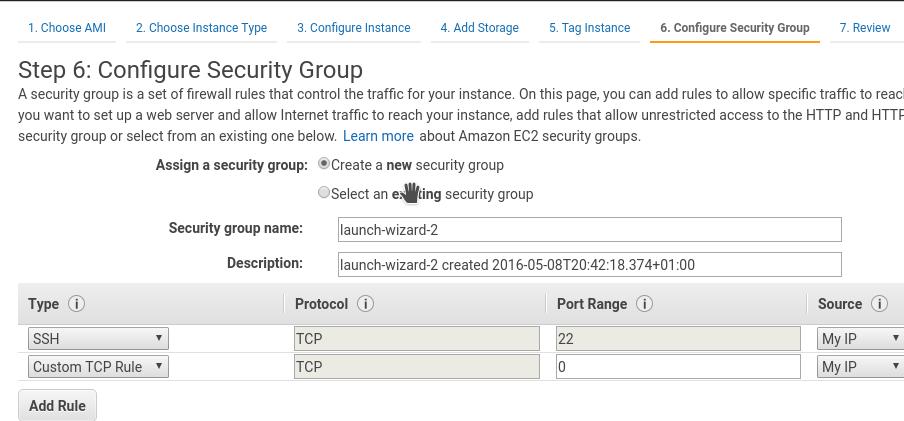 1. Choose AMI 2. Choose Instance Type 3. Configure Instance 4. Add Storage 5. Tag Instance 6. Configure Security Group 7. Review
Step 6: Configure Security Group
A security group is a set of firewall rules that control the traffic for your instance. On this page, you can add rules to allow specific traffic to
you want to set up a web server and allow Internet traffic to reach your instance, add rules that allow unrestricted access to the HTTP and
security group or select from an existing one below. Learn more about Amazon EC2 security groups.
Assign a security group: Create a new security group
Select an security group
Security group name: launch-wizard-2
Description: launch-wizard-2 created 2016-05-08T20:42:18.374+01:00
Type i Protocol i Port Range i Source i
SSH TCP 22 My IP
Custom TCP Rule TCP 0 My IP
Add Rule